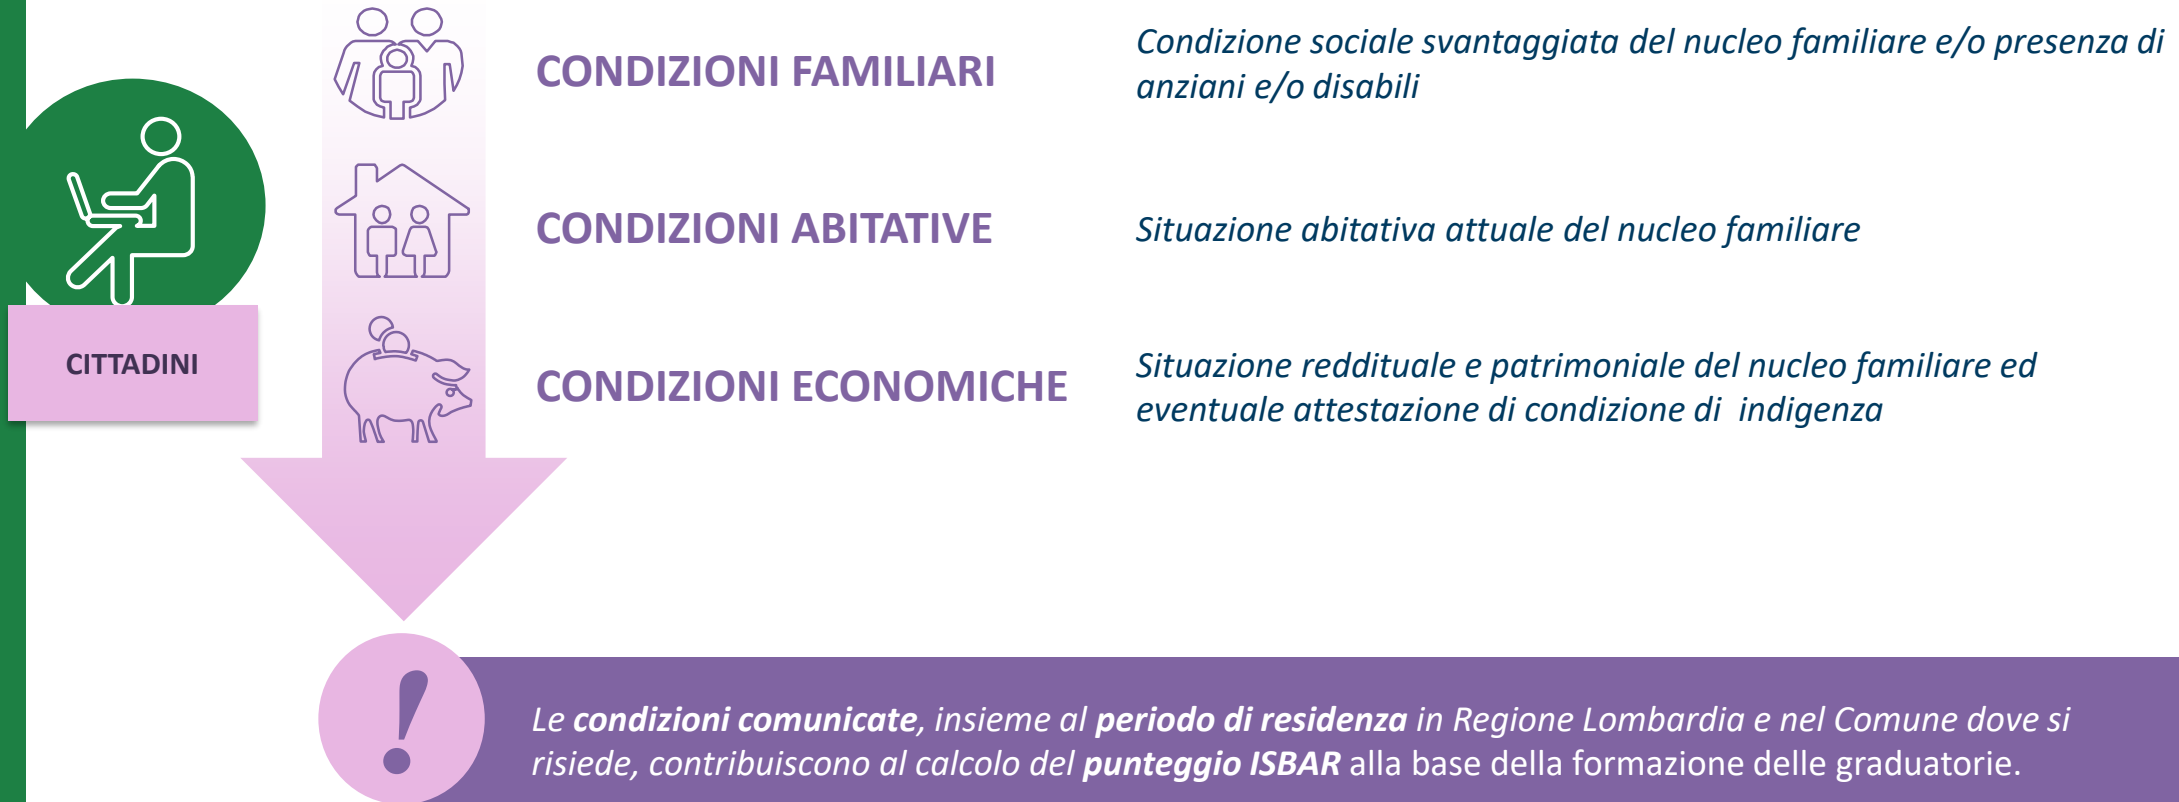 CONDIZIONI FAMILIARI
Condizione sociale svantaggiata del nucleo familiare e/o presenza di
anziani e/o disabili
CONDIZIONI ABITATIVE
Situazione abitativa attuale del nucleo familiare
CITTADINI
CONDIZIONI ECONOMICHE
Situazione reddituale e patrimoniale del nucleo familiare ed
eventuale attestazione di condizione di indigenza
!
Le condizioni comunicate, insieme al periodo di residenza in Regione Lombardia e nel Comune dove si
risiede, contribuiscono al calcolo del punteggio ISBAR alla base della formazione delle graduatorie.